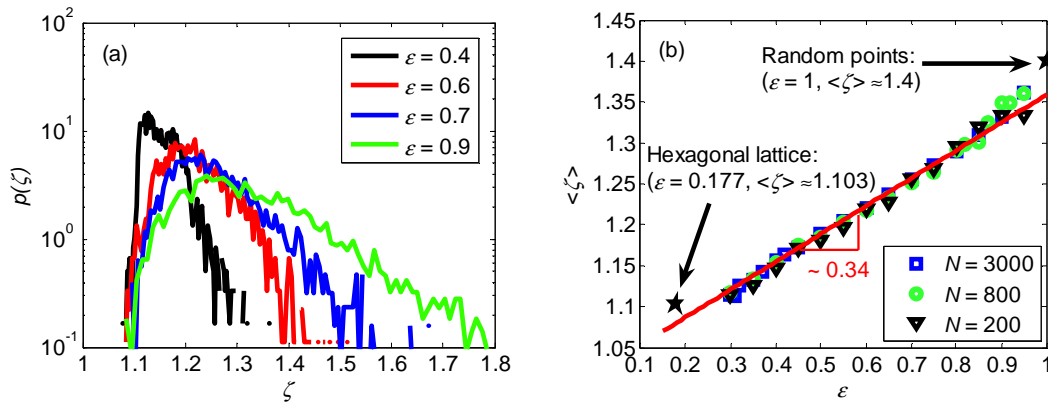 (a)
ε = 0.4
ε = 0.6
ε = 0.7
ε = 0.9
10^2
10^1
10^0
10^-1
p(ζ)
1 1.1 1.2 1.3 1.4 1.5 1.6 1.7 1.8
ζ
(b)
Random points:
(ε = 1, <ζ> ≈1.4)
Hexagonal lattice:
(ε = 0.177, <ζ> ≈1.103)
~ 0.34
N = 3000
N = 800
N = 200
1.4
1.35
1.3
1.25
1.2
1.15
1.1
1.05
<ζ>
0.1 0.2 0.3 0.4 0.5 0.6 0.7 0.8 0.9 1
ε